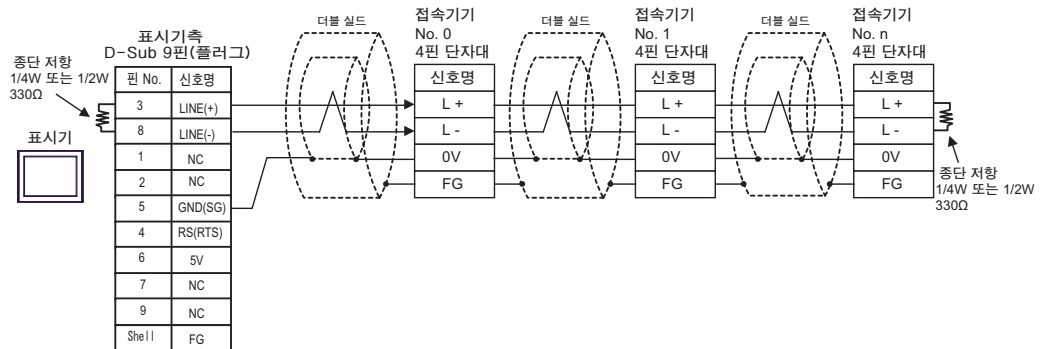 표시기측
D-Sub 9핀(플러그)
종단 저항
1/4W 또는 1/2W
330Ω
표시기
핀 No. 신호명
3 LINE(+)
8 LINE(-)
1 NC
2 NC
5 GND(SG)
4 RS(RTS)
6 5V
7 NC
9 NC
Shell FG
더블 실드
접속기기
No. 0
4핀 단자대
신호명
L +
L -
0V
FG
더블 실드
접속기기
No. 1
4핀 단자대
신호명
L +
L -
0V
FG
더블 실드
접속기기
No. n
4핀 단자대
신호명
L +
L -
0V
FG
종단 저항
1/4W 또는 1/2W
330Ω